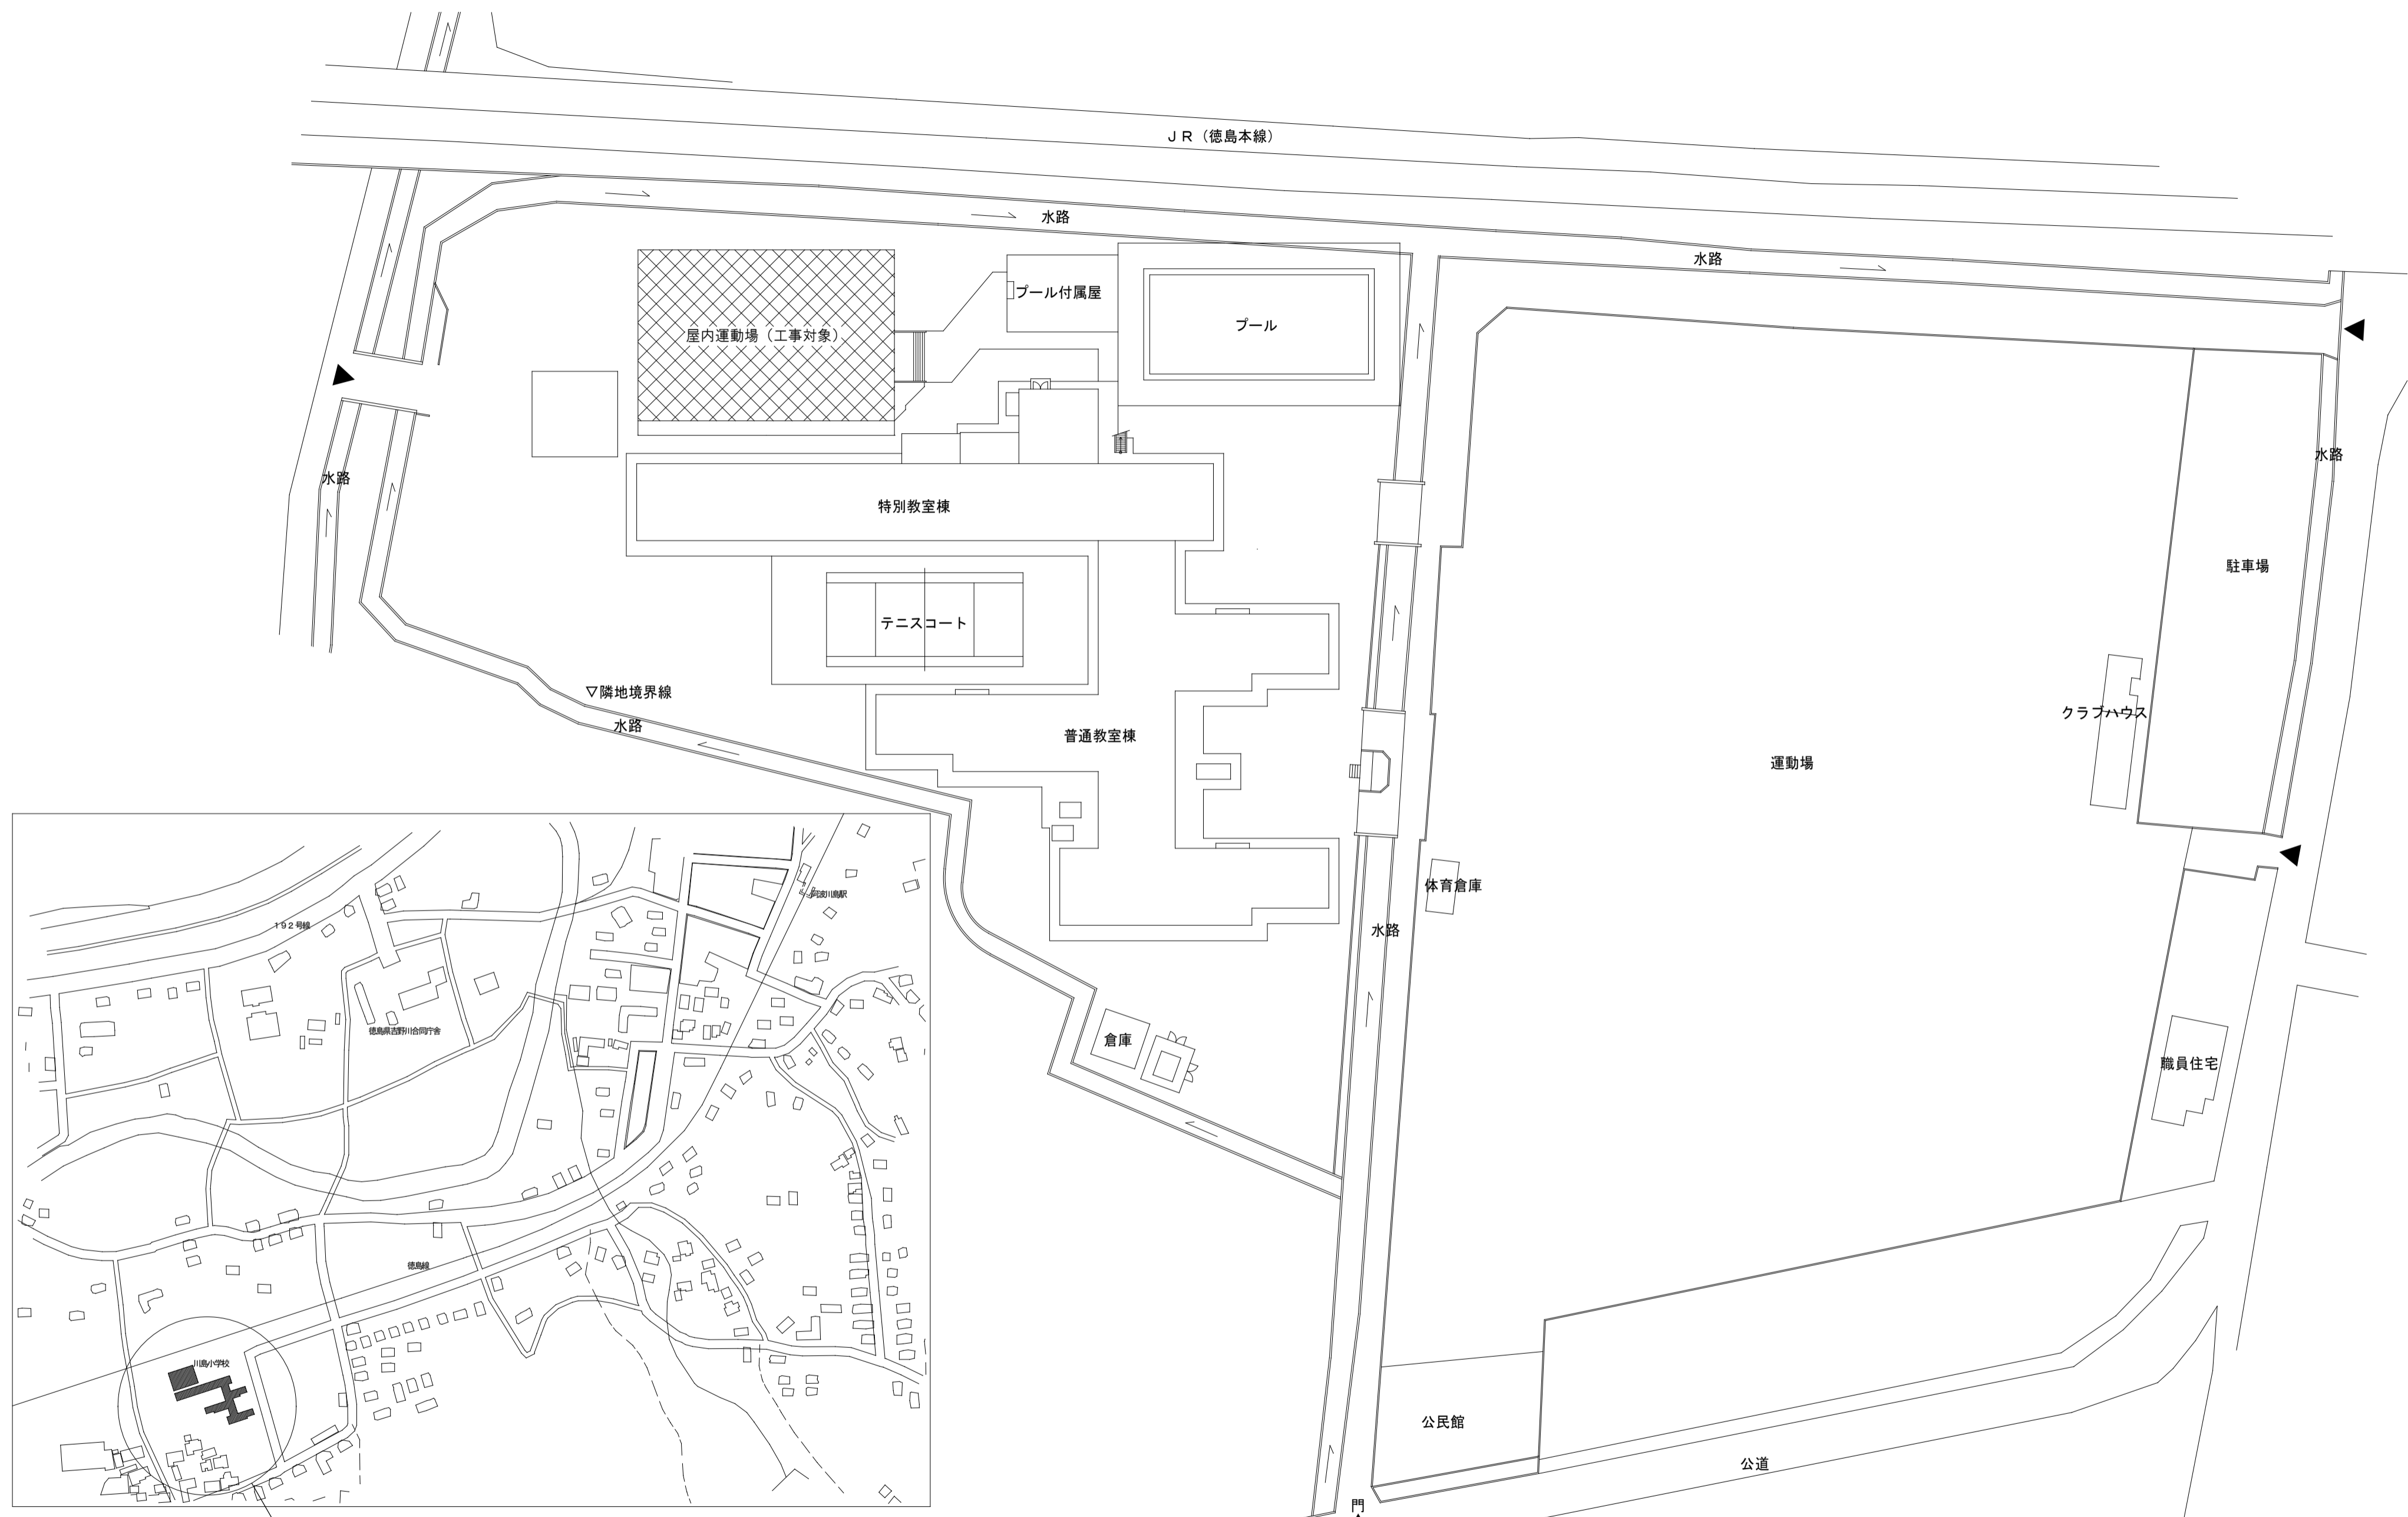 ＪＲ（徳島本線）
水路
水路
プール付属屋
プール
屋内運動場（工事対象）
水路
水路
特別教室棟
駐車場
テニスコート
▽隣地境界線
水路
クラブハウス
普通教室棟
運動場
体育倉庫
水路
倉庫
職員住宅
公民館
公道
門
阿波川島駅
１９２号線
徳島県吉野川合同庁舎
徳島線
川島小学校